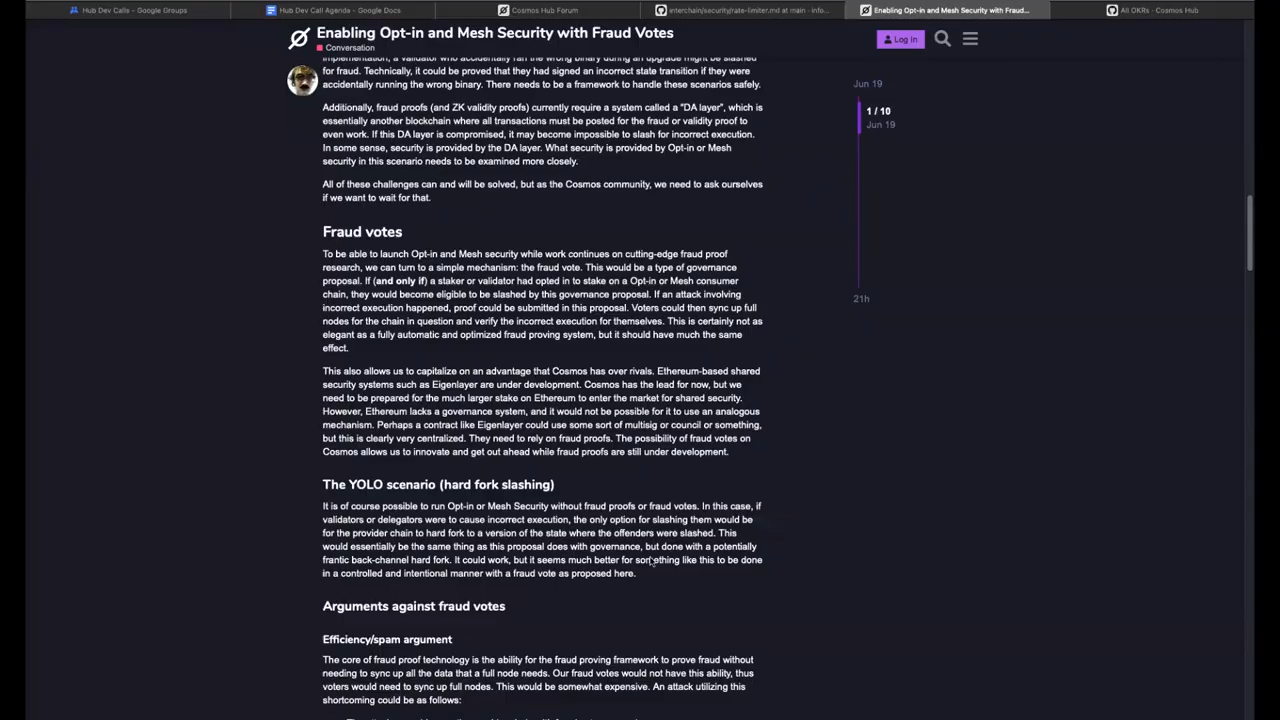 Hub Dev Calls - Google Groups
Hub Dev Call Agenda - Google Docs
Cosmos Hub Forum
interchain/security/rate-limiter.md at main · info...
Enabling Opt-in and Mesh Security with Fraud...
All OKRs · Cosmos Hub
Enabling Opt-in and Mesh Security with Fraud Votes
Conversation
Log In
implementation, a validator who accidentally ran the wrong binary during an upgrade might be slashed
for fraud. Technically, it could be proved that they had signed an incorrect state transition if they were
accidentally running the wrong binary. There needs to be a framework to handle these scenarios safely.
Additionally, fraud proofs (and ZK validity proofs) currently require a system called a "DA layer", which is
essentially another blockchain where all transactions must be posted for the fraud or validity proof to
even work. If this DA layer is compromised, it may become impossible to slash for incorrect execution.
In some sense, security is provided by the DA layer. What security is provided by Opt-in or Mesh
security in this scenario needs to be examined more closely.
All of these challenges can and will be solved, but as the Cosmos community, we need to ask ourselves
if we want to wait for that.
Fraud votes
To be able to launch Opt-in and Mesh security while work continues on cutting-edge fraud proof
research, we can turn to a simple mechanism: the fraud vote. This would be a type of governance
proposal. If (and only if) a staker or validator had opted in to stake on a Opt-in or Mesh consumer
chain, they would become eligible to be slashed by this governance proposal. If an attack involving
incorrect execution happened, proof could be submitted in this proposal. Voters could then sync up full
nodes for the chain in question and verify the incorrect execution for themselves. This is certainly not as
elegant as a fully automatic and optimized fraud proving system, but it should have much the same
effect.
This also allows us to capitalize on an advantage that Cosmos has over rivals. Ethereum-based shared
security systems such as Eigenlayer are under development. Cosmos has the lead for now, but we
need to be prepared for the much larger stake on Ethereum to enter the market for shared security.
However, Ethereum lacks a governance system, and it would not be possible for it to use an analogous
mechanism. Perhaps a contract like Eigenlayer could use some sort of multisig or council or something,
but this is clearly very centralized. They need to rely on fraud proofs. The possibility of fraud votes on
Cosmos allows us to innovate and get out ahead while fraud proofs are still under development.
The YOLO scenario (hard fork slashing)
It is of course possible to run Opt-in or Mesh Security without fraud proofs or fraud votes. In this case, if
validators or delegators were to cause incorrect execution, the only option for slashing them would be
for the provider chain to hard fork to a version of the state where the offenders were slashed. This
would essentially be the same thing as this proposal does with governance, but done with a potentially
frantic back-channel hard fork. It could work, but it seems much better for something like this to be done
in a controlled and intentional manner with a fraud vote as proposed here.
Arguments against fraud votes
Efficiency/spam argument
The core of fraud proof technology is the ability for the fraud proving framework to prove fraud without
needing to sync up all the data that a full node needs. Our fraud votes would not have this ability, thus
voters would need to sync up full nodes. This would be somewhat expensive. An attack utilizing this
shortcoming could be as follows:
Jun 19
1 / 10
Jun 19
21h